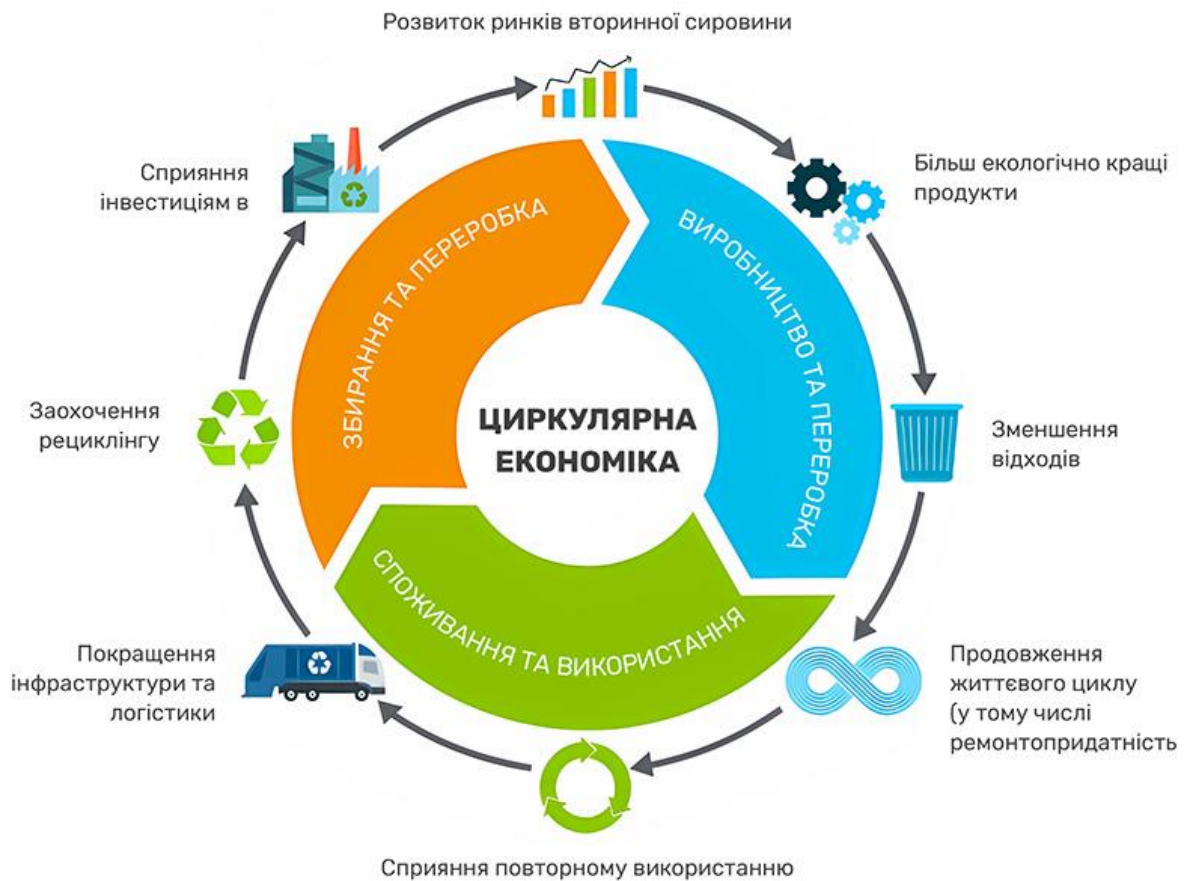 Розвиток ринків вторинної сировини
Більш екологічно кращі
продукти
Зменшення
відходів
Продовження
життєвого циклу
(у тому числі
ремонтопридатність
Сприяння повторному використанню
Покращення
інфраструктури та
логістики
Заохочення
рециклінгу
Сприяння
інвестиціям в
ЗБИРАННЯ ТА ПЕРЕРОБКА
ВИРОБНИЦТВО ТА ПЕРЕРОБКА
СПОЖИВАННЯ ТА ВИКОРИСТАННЯ
ЦИРКУЛЯРНА
ЕКОНОМІКА